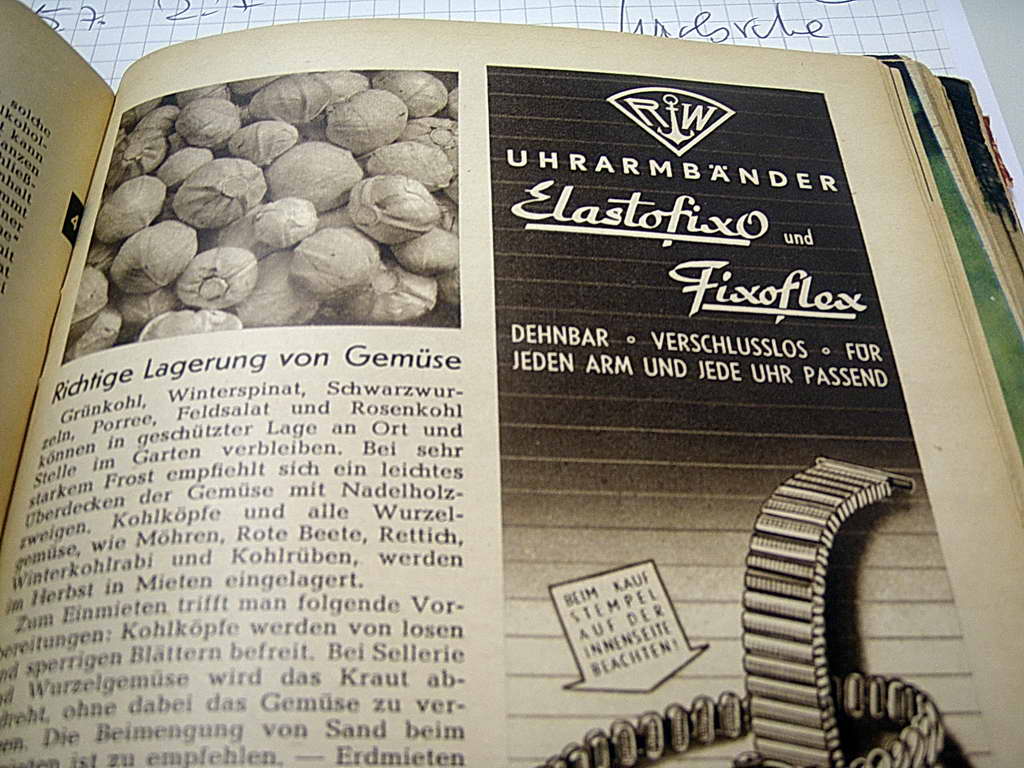 solche
kann
RW
UHRARMBÄNDER
Elastofixo
und
Fixoflex
DEHNBAR • VERSCHLUSSLOS • FÜR
JEDEN ARM UND JEDE UHR PASSEND
BEIM KAUF
STEMPEL
AUF DER
INNENSEITE
BEACHTEN!
Richtige Lagerung von Gemüse
Grünkohl, Winterspinat, Schwarzwur-
zeln, Porree, Feldsalat und Rosenkohl
können in geschützter Lage an Ort und
Stelle im Garten verbleiben. Bei sehr
starkem Frost empfiehlt sich ein leichtes
Überdecken der Gemüse mit Nadelholz-
zweigen. Kohlköpfe und alle Wurzel-
gemüse, wie Möhren, Rote Beete, Rettich,
Winterkohlrabi und Kohlrüben, werden
im Herbst in Mieten eingelagert.
Zum Einmieten trifft man folgende Vor-
bereitungen: Kohlköpfe werden von losen
und sperrigen Blättern befreit. Bei Sellerie
Wurzelgemüse wird das Kraut ab-
ohne dabei das Gemüse zu ver-
Die Beimengung von Sand beim
ist zu empfehlen. — Erdmieten